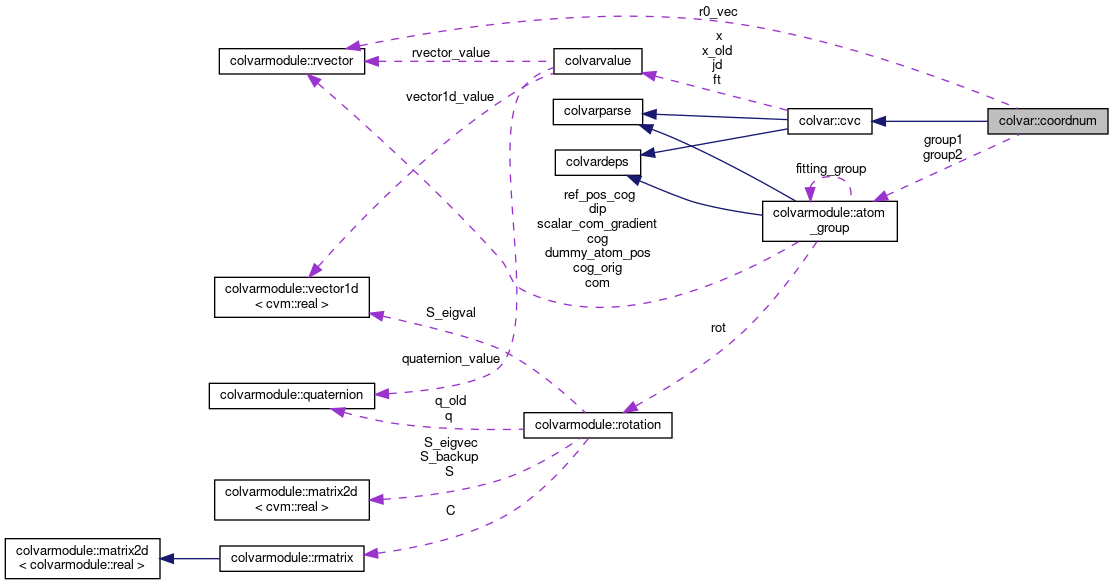 r0_vec
colvarmodule::rvector
rvector_value
colvarvalue
x
x_old
jd
ft
vector1d_value
colvarparse
colvar::cvc
colvar::coordnum
colvardeps
fitting_group
group1
group2
ref_pos_cog
dip
scalar_com_gradient
cog
dummy_atom_pos
cog_orig
com
colvarmodule::atom
_group
colvarmodule::vector1d
< cvm::real >
S_eigval
rot
quaternion_value
colvarmodule::quaternion
q_old
q
colvarmodule::rotation
S_eigvec
S_backup
S
colvarmodule::matrix2d
< cvm::real >
C
colvarmodule::matrix2d
< colvarmodule::real >
colvarmodule::rmatrix